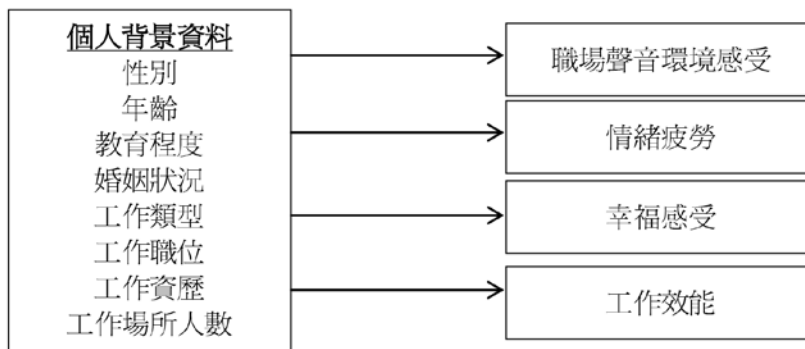 個人背景資料
性別
年齡
教育程度
婚姻狀況
工作類型
工作職位
工作資歷
工作場所人數
職場聲音環境感受
情緒疲勞
幸福感受
工作效能